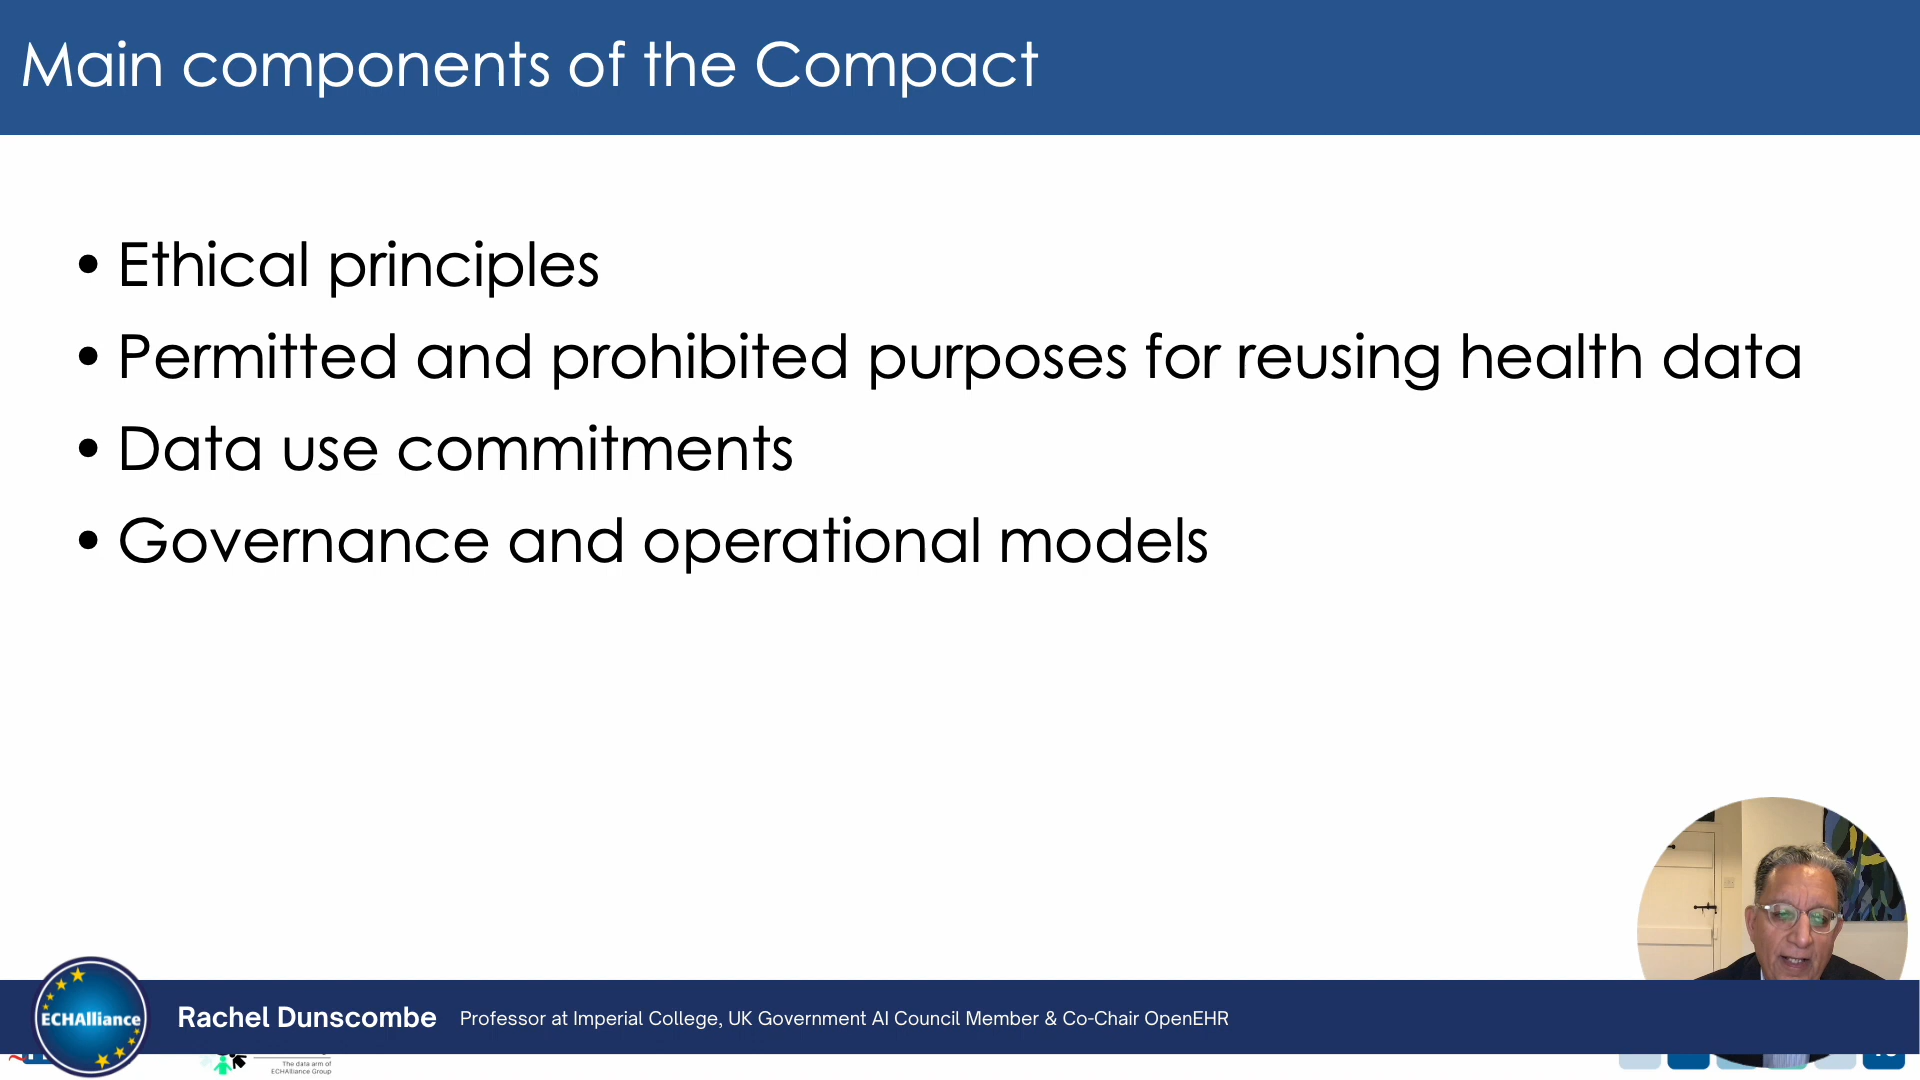 Main components of the Compact
• Ethical principles
• Permitted and prohibited purposes for reusing health data
• Data use commitments
• Governance and operational models
ECHAlliance
Rachel Dunscombe Professor at Imperial College, UK Government AI Council Member & Co-Chair OpenEHR
The data arm of
ECHAlliance Group